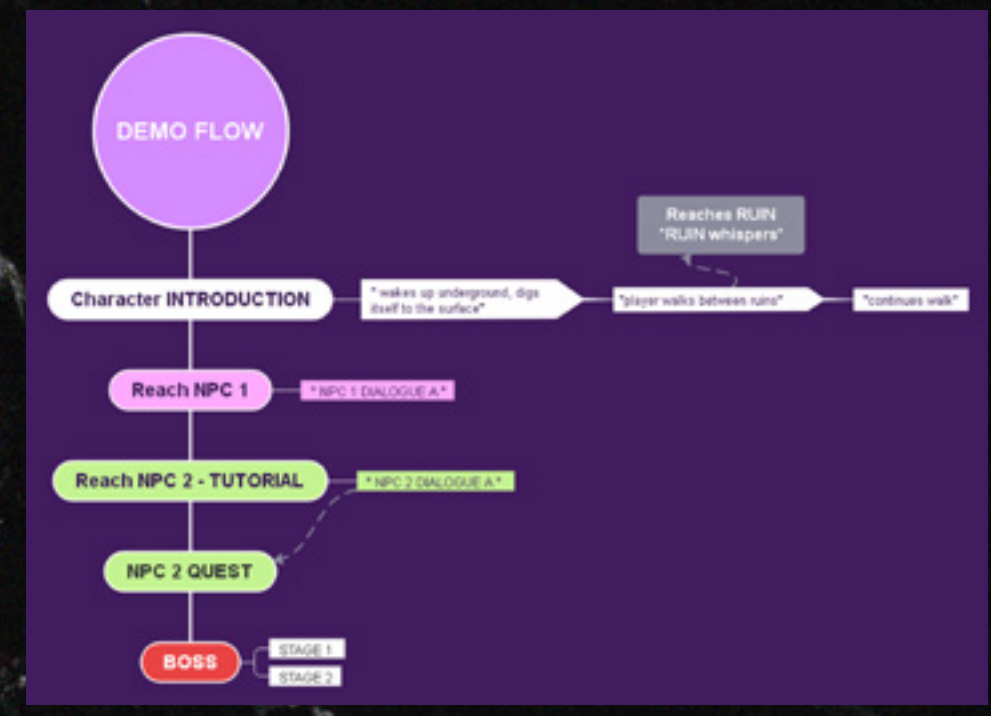 DEMO FLOW
Reaches RUIN
"RUIN whispers"
Character INTRODUCTION
" wakes up underground, digs
itself to the surface"
"player walks between ruins"
"continues walk"
Reach NPC 1
" NPC 1 DIALOGUE A "
Reach NPC 2 - TUTORIAL
" NPC 2 DIALOGUE A "
NPC 2 QUEST
BOSS
STAGE 1
STAGE 2